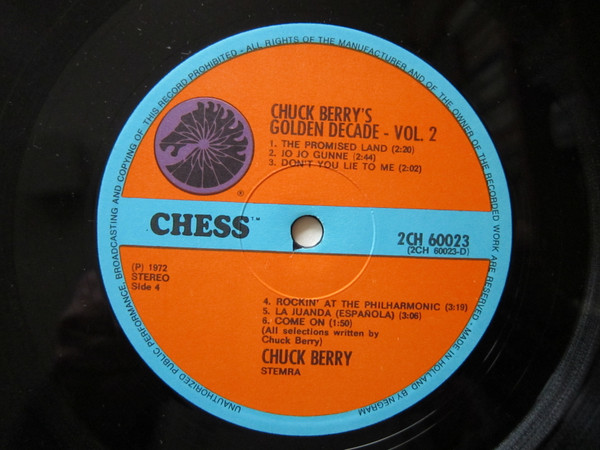 UNAUTHORIZED PUBLIC PERFORMANCE, BROADCASTING AND COPYING OF THIS RECORD PROHIBITED - ALL RIGHTS OF THE MANUFACTURER AND OF THE OWNER OF THE RECORDED WORK ARE RESERVED - MADE IN HOLLAND BY NEGRAM
CHUCK BERRY'S
GOLDEN DECADE - VOL. 2
1. THE PROMISED LAND (2:20)
2. JO JO GUNNE (2:44)
3. DON'T YOU LIE TO ME (2:02)
®
CHESS™
2CH 60023
(2CH 60023-D)
(P) 1972
STEREO
Side 4
4. ROCKIN' AT THE PHILHARMONIC (3:19)
5. LA JUANDA (ESPAÑOLA) (3:06)
6. COME ON (1:50)
(All selections written by
Chuck Berry)
CHUCK BERRY
STEMRA